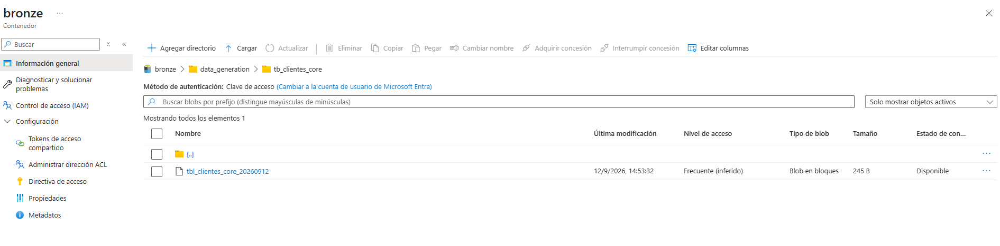 bronze ...
Contenedor
Buscar
Información general
Diagnosticar y solucionar
problemas
Control de acceso (IAM)
Configuración
Tokens de acceso
compartido
Administrar dirección ACL
Directiva de acceso
Propiedades
Metadatos
Agregar directorio Cargar Actualizar Eliminar Copiar Pegar Cambiar nombre Adquirir concesión Interrumpir concesión Editar columnas
bronze > data_generation > tb_clientes_core
Método de autenticación: Clave de acceso (Cambiar a la cuenta de usuario de Microsoft Entra)
Buscar blobs por prefijo (distingue mayúsculas de minúsculas) Solo mostrar objetos activos
Mostrando todos los elementos 1
Nombre Última modificación Nivel de acceso Tipo de blob Tamaño Estado de con...
[..] ...
tbl_clientes_core_20260912 12/9/2026, 14:53:32 Frecuente (inferido) Blob en bloques 245 B Disponible ...